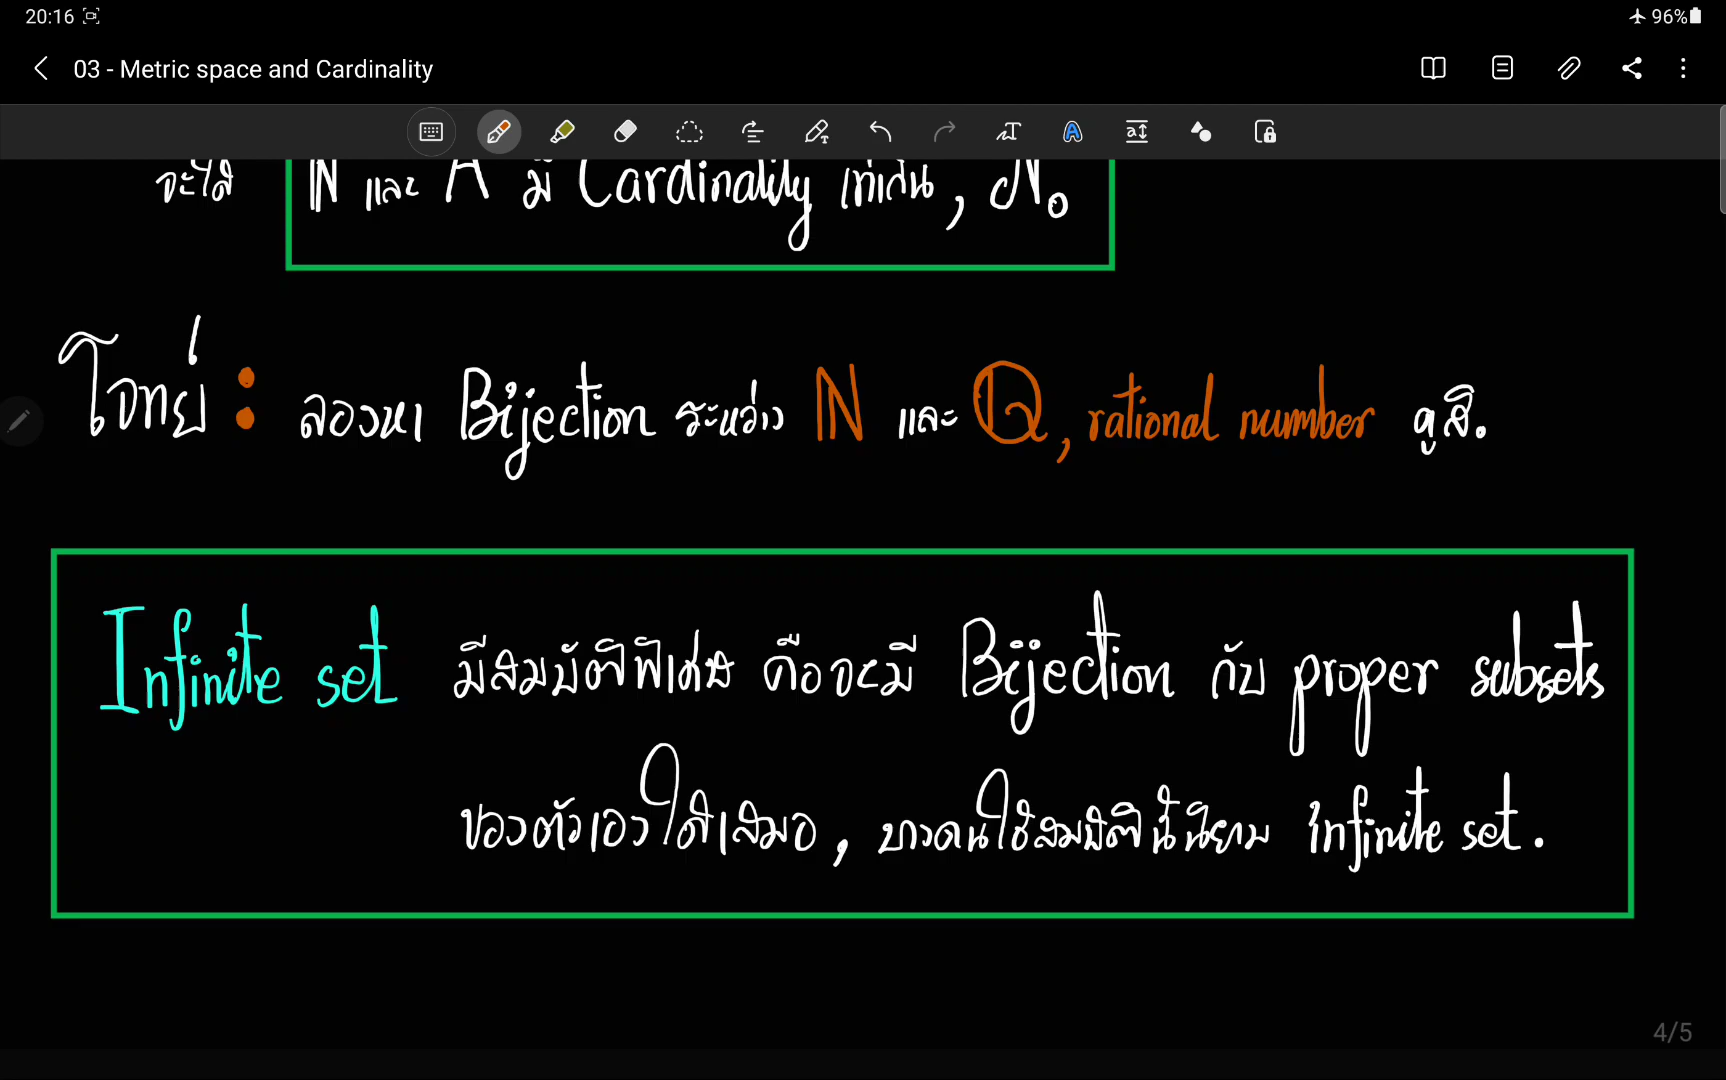 20:16
96%
03 - Metric space and Cardinality
จะได้ ℕ และ A มี Cardinality เท่ากัน, ℵ₀
โจทย์ : ลองหา Bijection ระหว่าง ℕ และ ℚ, rational number ดูสิ.
Infinite set มีสมบัติพิเศษ คือจะมี Bijection กับ proper subsets
ของตัวเองได้เสมอ, บางคนใช้สมบัตินี้นิยาม infinite set.
4/5